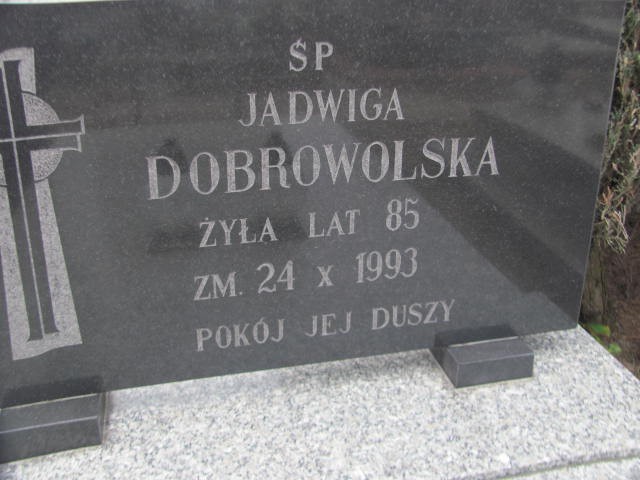 ŚP
JADWIGA
DOBROWOLSKA
ŻYŁA LAT 85
ZM. 24 X 1993
POKÓJ JEJ DUSZY